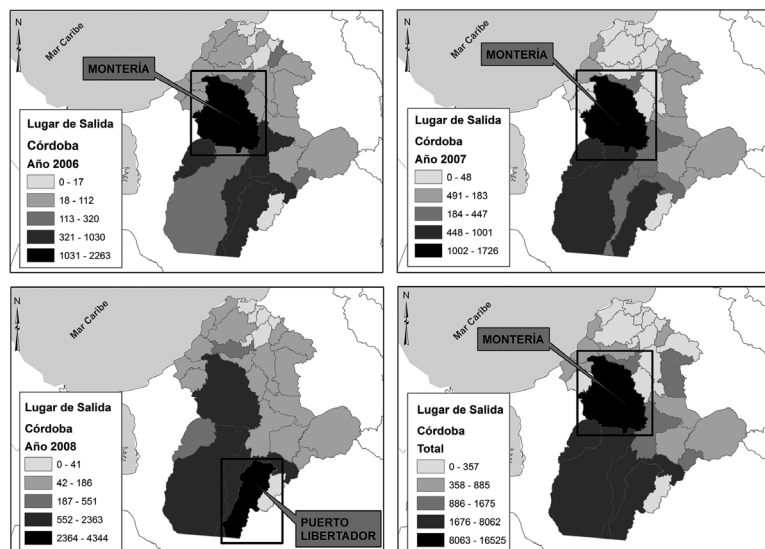 N
Mar Caribe
MONTERÍA
Lugar de Salida
Córdoba
Año 2006
0 - 17
18 - 112
113 - 320
321 - 1030
1031 - 2263
N
Mar Caribe
MONTERÍA
Lugar de Salida
Córdoba
Año 2007
0 - 48
491 - 183
184 - 447
448 - 1001
1002 - 1726
N
Mar Caribe
Lugar de Salida
Córdoba
Año 2008
0 - 41
42 - 186
187 - 551
552 - 2363
2364 - 4344
PUERTO
LIBERTADOR
N
Mar Caribe
MONTERÍA
Lugar de Salida
Córdoba
Total
0 - 357
358 - 885
886 - 1675
1676 - 8062
8063 - 16525